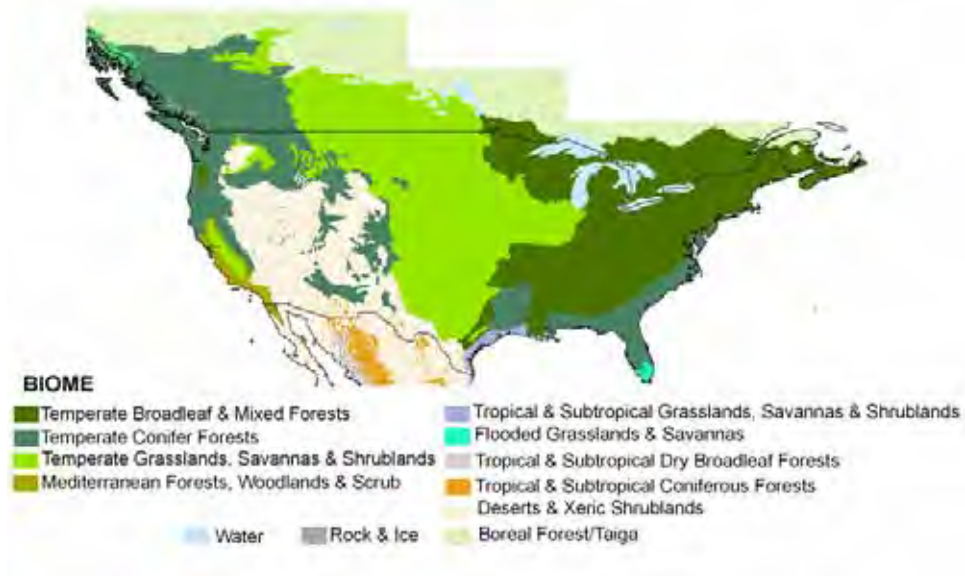 BIOME
Temperate Broadleaf & Mixed Forests
Temperate Conifer Forests
Temperate Grasslands, Savannas & Shrublands
Mediterranean Forests, Woodlands & Scrub
Water
Rock & Ice
Tropical & Subtropical Grasslands, Savannas & Shrublands
Flooded Grasslands & Savannas
Tropical & Subtropical Dry Broadleaf Forests
Tropical & Subtropical Coniferous Forests
Deserts & Xeric Shrublands
Boreal Forest/Taiga